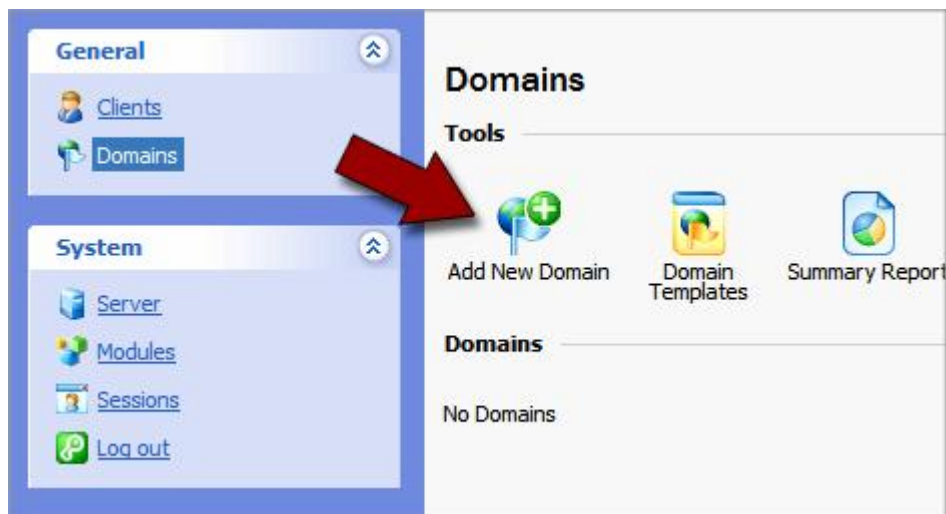 General
Clients
Domains
System
Server
Modules
Sessions
Log out
Domains
Tools
Add New Domain
Domain
Templates
Summary Report
Domains
No Domains